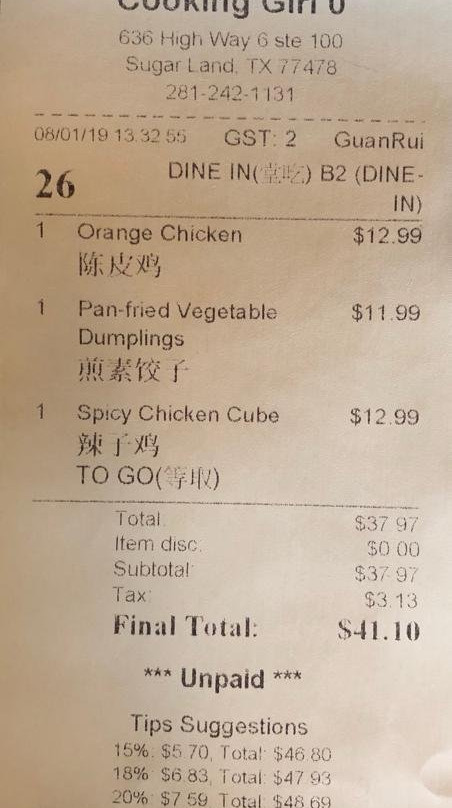 Cooking Girl 0
636 High Way 6 ste 100
Sugar Land, TX 77478
281-242-1131
08/01/19 13:32:55 GST: 2 GuanRui
26 DINE IN(堂吃) B2 (DINE-
IN)
1 Orange Chicken $12.99
陈皮鸡
1 Pan-fried Vegetable $11.99
Dumplings
煎素饺子
1 Spicy Chicken Cube $12.99
辣子鸡
TO GO(等取)
Total: $37.97
Item disc: $0.00
Subtotal: $37.97
Tax: $3.13
Final Total: $41.10
*** Unpaid ***
Tips Suggestions
15%: $5.70, Total: $46.80
18%: $6.83, Total: $47.93
20%: $7.59, Total: $48.69